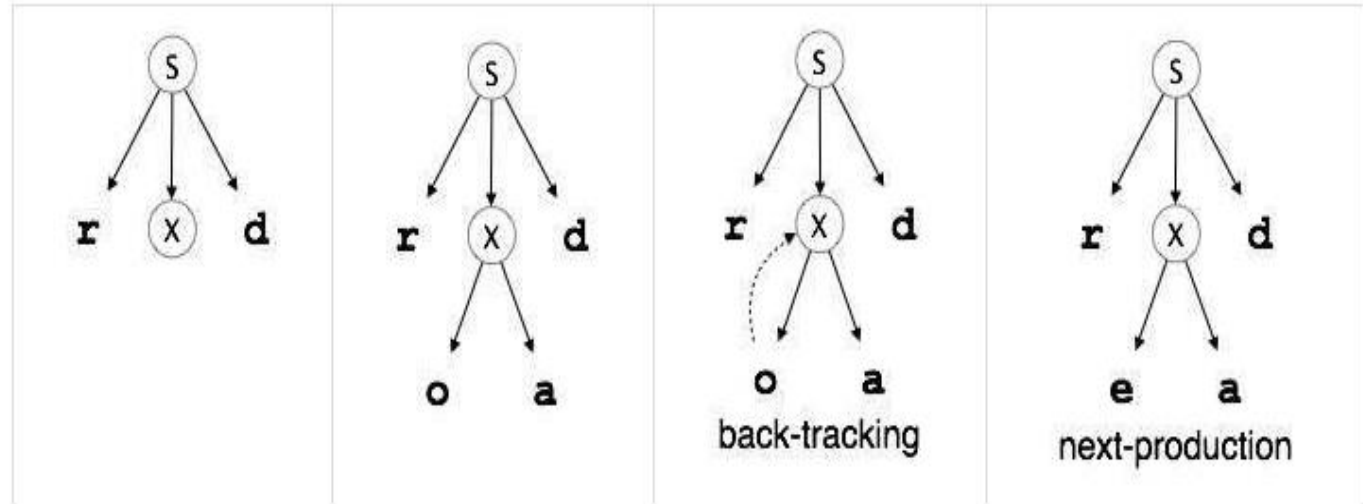 S
r X d
S
r X d
o a
S
r X d
o a
back-tracking
S
r X d
e a
next-production